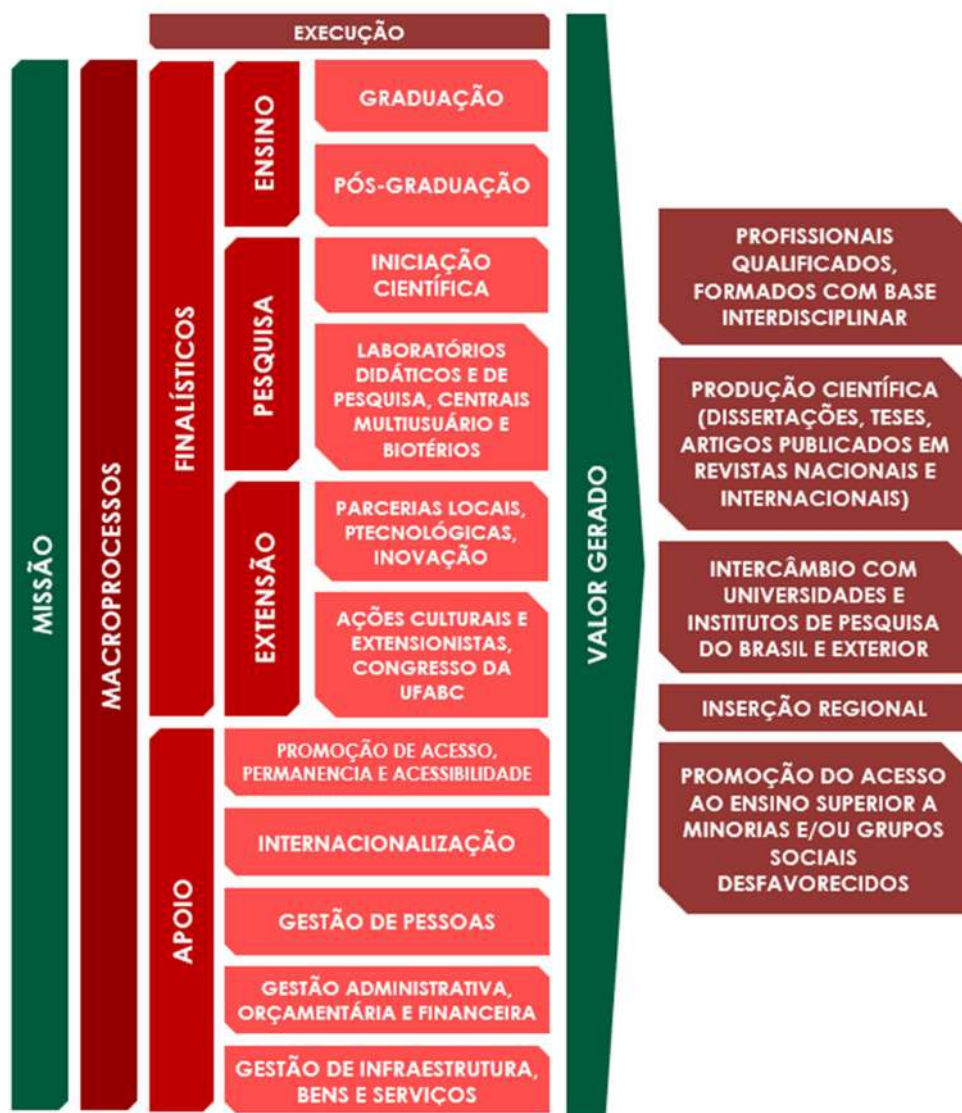 EXECUÇÃO
MISSÃO
MACROPROCESSOS
FINALÍSTICOS
ENSINO
GRADUAÇÃO
PÓS-GRADUAÇÃO
PESQUISA
INICIAÇÃO
CIENTÍFICA
LABORATÓRIOS
DIDÁTICOS E DE
PESQUISA, CENTRAIS
MULTIUSUÁRIO E
BIOTÉRIOS
EXTENSÃO
PARCERIAS LOCAIS,
PTECNOLÓGICAS,
INOVAÇÃO
AÇÕES CULTURAIS E
EXTENSIONISTAS,
CONGRESSO DA
UFABC
APOIO
PROMOÇÃO DE ACESSO,
PERMANENCIA E ACESSIBILIDADE
INTERNACIONALIZAÇÃO
GESTÃO DE PESSOAS
GESTÃO ADMINISTRATIVA,
ORÇAMENTÁRIA E FINANCEIRA
GESTÃO DE INFRAESTRUTURA,
BENS E SERVIÇOS
VALOR GERADO
PROFISSIONAIS
QUALIFICADOS,
FORMADOS COM BASE
INTERDISCIPLINAR
PRODUÇÃO CIENTÍFICA
(DISSERTAÇÕES, TESES,
ARTIGOS PUBLICADOS EM
REVISTAS NACIONAIS E
INTERNACIONAIS)
INTERCÂMBIO COM
UNIVERSIDADES E
INSTITUTOS DE PESQUISA
DO BRASIL E EXTERIOR
INSERÇÃO REGIONAL
PROMOÇÃO DO ACESSO
AO ENSINO SUPERIOR A
MINORIAS E/OU GRUPOS
SOCIAIS
DESFAVORECIDOS